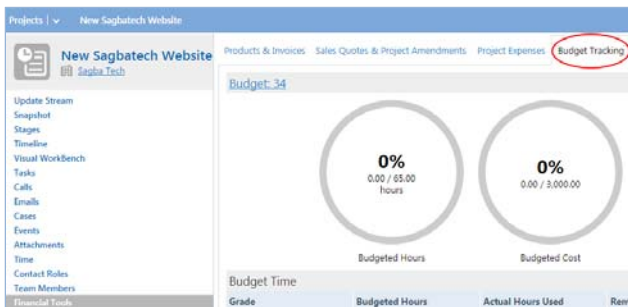 Projects | New Sagbatech Website
New Sagbatech Website
Sagba Tech
Products & Invoices Sales Quotes & Project Amendments Project Expenses Budget Tracking
Update Stream
Snapshot
Stages
Timeline
Visual WorkBench
Tasks
Calls
Emails
Cases
Events
Attachments
Time
Contact Roles
Team Members
Financial Tools
Budget: 34
0%
0.00 / 65.00
hours
Budgeted Hours
0%
0.00 / 3,000.00
Budgeted Cost
Budget Time
Grade Budgeted Hours Actual Hours Used Rem